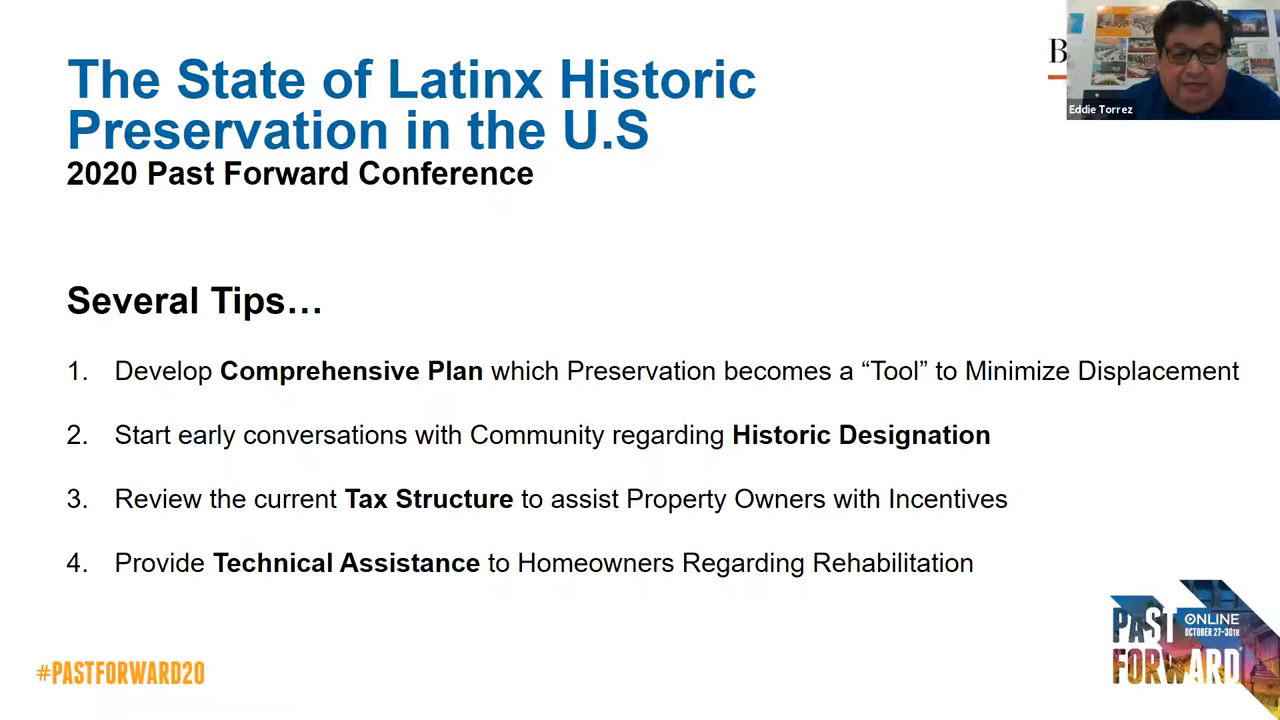 The State of Latinx Historic
Preservation in the U.S
2020 Past Forward Conference
B
Eddie Torrez
Several Tips…
1. Develop Comprehensive Plan which Preservation becomes a “Tool” to Minimize Displacement
2. Start early conversations with Community regarding Historic Designation
3. Review the current Tax Structure to assist Property Owners with Incentives
4. Provide Technical Assistance to Homeowners Regarding Rehabilitation
#PASTFORWARD20
PAST
ONLINE
OCTOBER 27-30TH
FORWARD